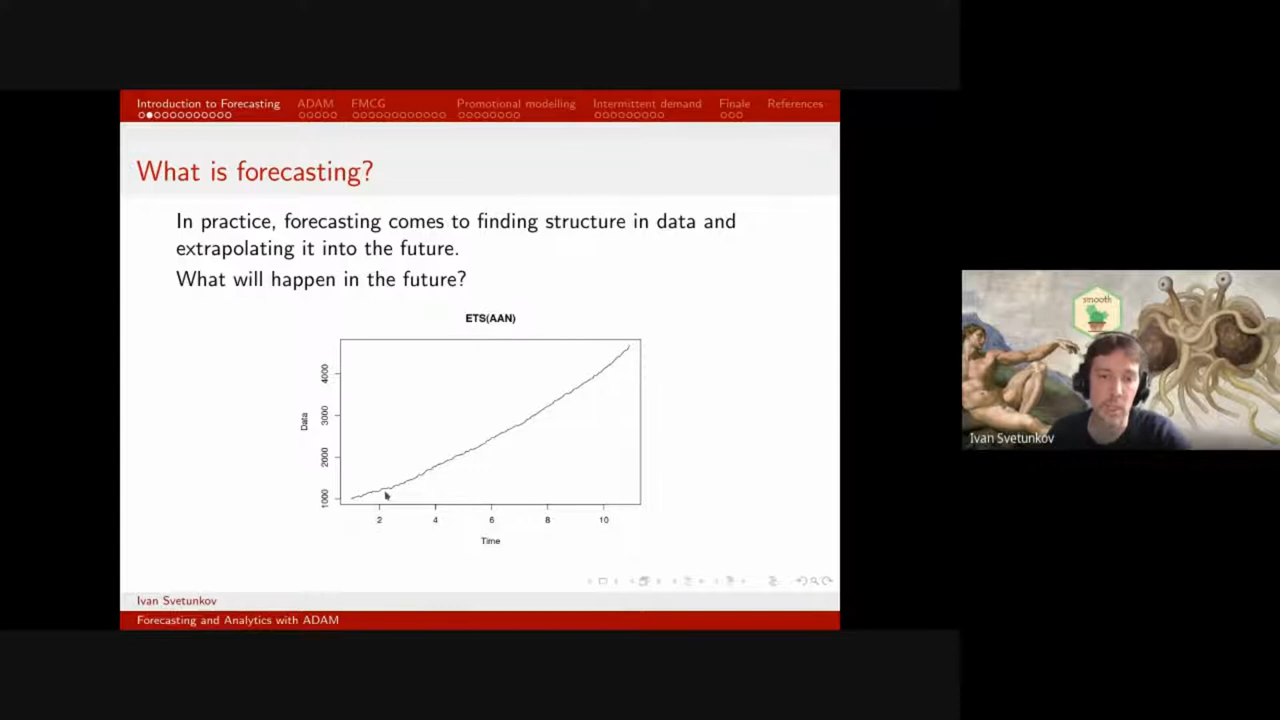 Introduction to Forecasting ADAM FMCG Promotional modelling Intermittent demand Finale References
What is forecasting?
In practice, forecasting comes to finding structure in data and
extrapolating it into the future.
What will happen in the future?
ETS(AAN)
Data
4000
3000
2000
1000
2 4 6 8 10
Time
Ivan Svetunkov
Forecasting and Analytics with ADAM
smooth
Ivan Svetunkov